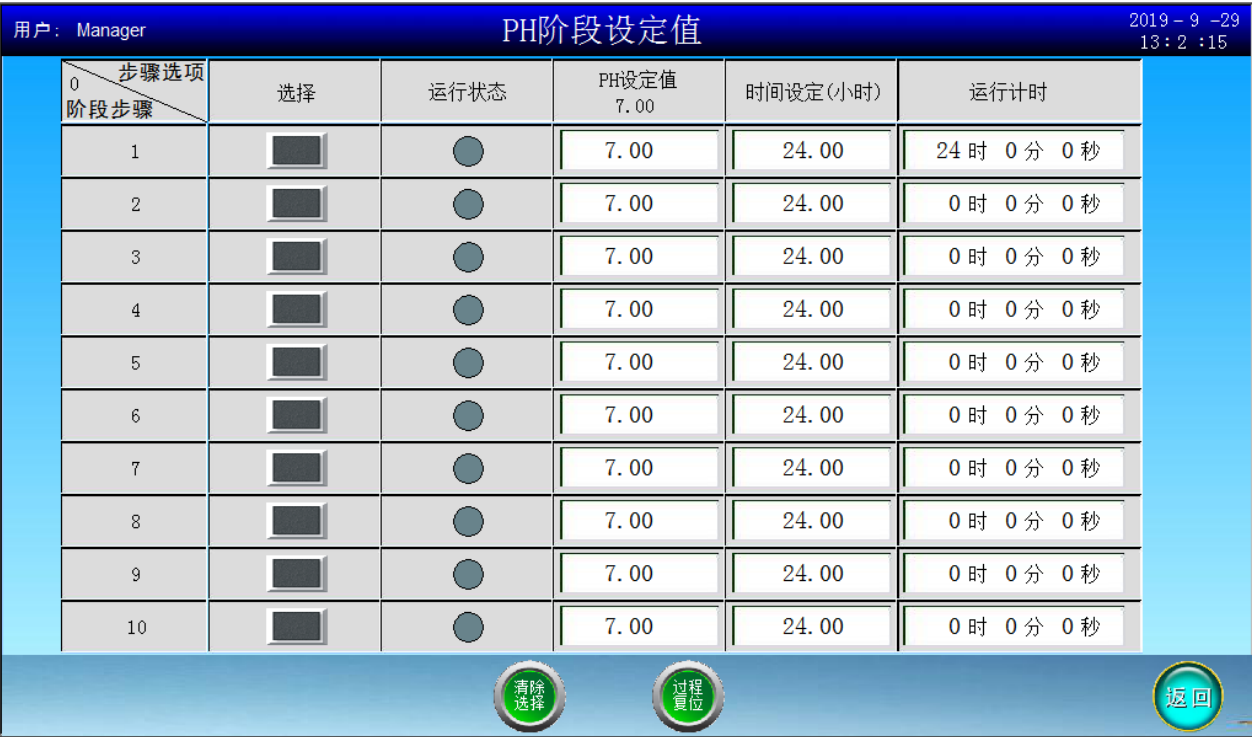 用户: Manager
PH阶段设定值
2019-9 -29
13:2 :15
0 步骤选项
阶段步骤
选择
运行状态
PH设定值
7.00
时间设定(小时)
运行计时
1 7.00 24.00 24时 0分 0秒
2 7.00 24.00 0时 0分 0秒
3 7.00 24.00 0时 0分 0秒
4 7.00 24.00 0时 0分 0秒
5 7.00 24.00 0时 0分 0秒
6 7.00 24.00 0时 0分 0秒
7 7.00 24.00 0时 0分 0秒
8 7.00 24.00 0时 0分 0秒
9 7.00 24.00 0时 0分 0秒
10 7.00 24.00 0时 0分 0秒
清除
选择
过程
复位
返回